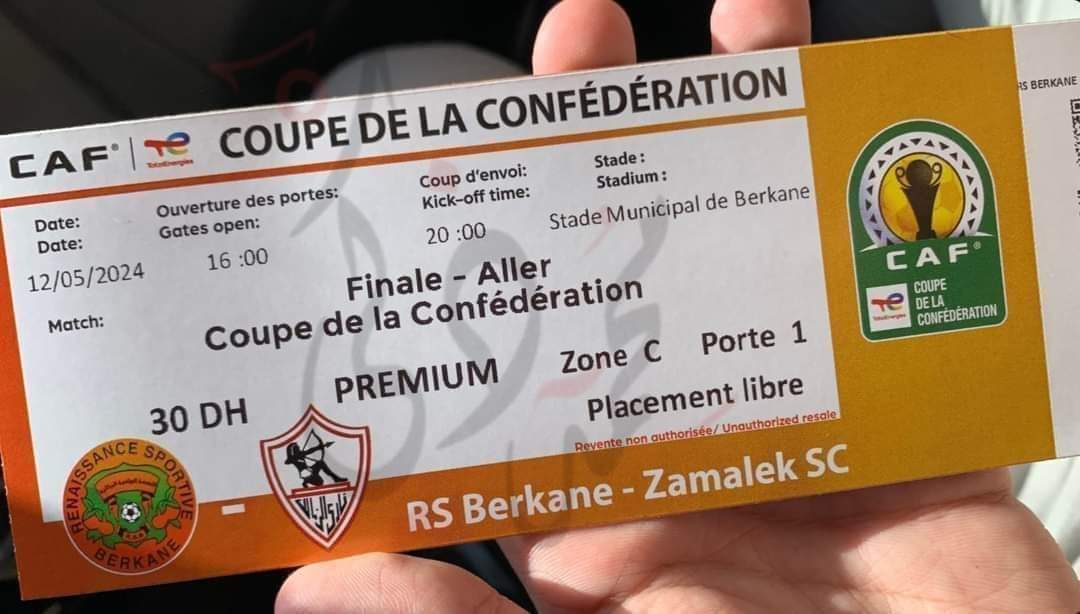 CAF TotalEnergies COUPE DE LA CONFÉDÉRATION
Date:
Date:
12/05/2024
Ouverture des portes:
Gates open:
16 :00
Coup d'envoi:
Kick-off time:
20 :00
Stade :
Stadium :
Stade Municipal de Berkane
Match:
Finale - Aller
Coupe de la Confédération
30 DH PREMIUM Zone C Porte 1
Placement libre
Revente non authorisée/ Unauthorized resale
RENAISSANCE SPORTIVE
BERKANE
-
نادي الزمالك
RS Berkane - Zamalek SC
CAF
TotalEnergies
COUPE
DE LA
CONFÉDÉRATION
RS BERKANE